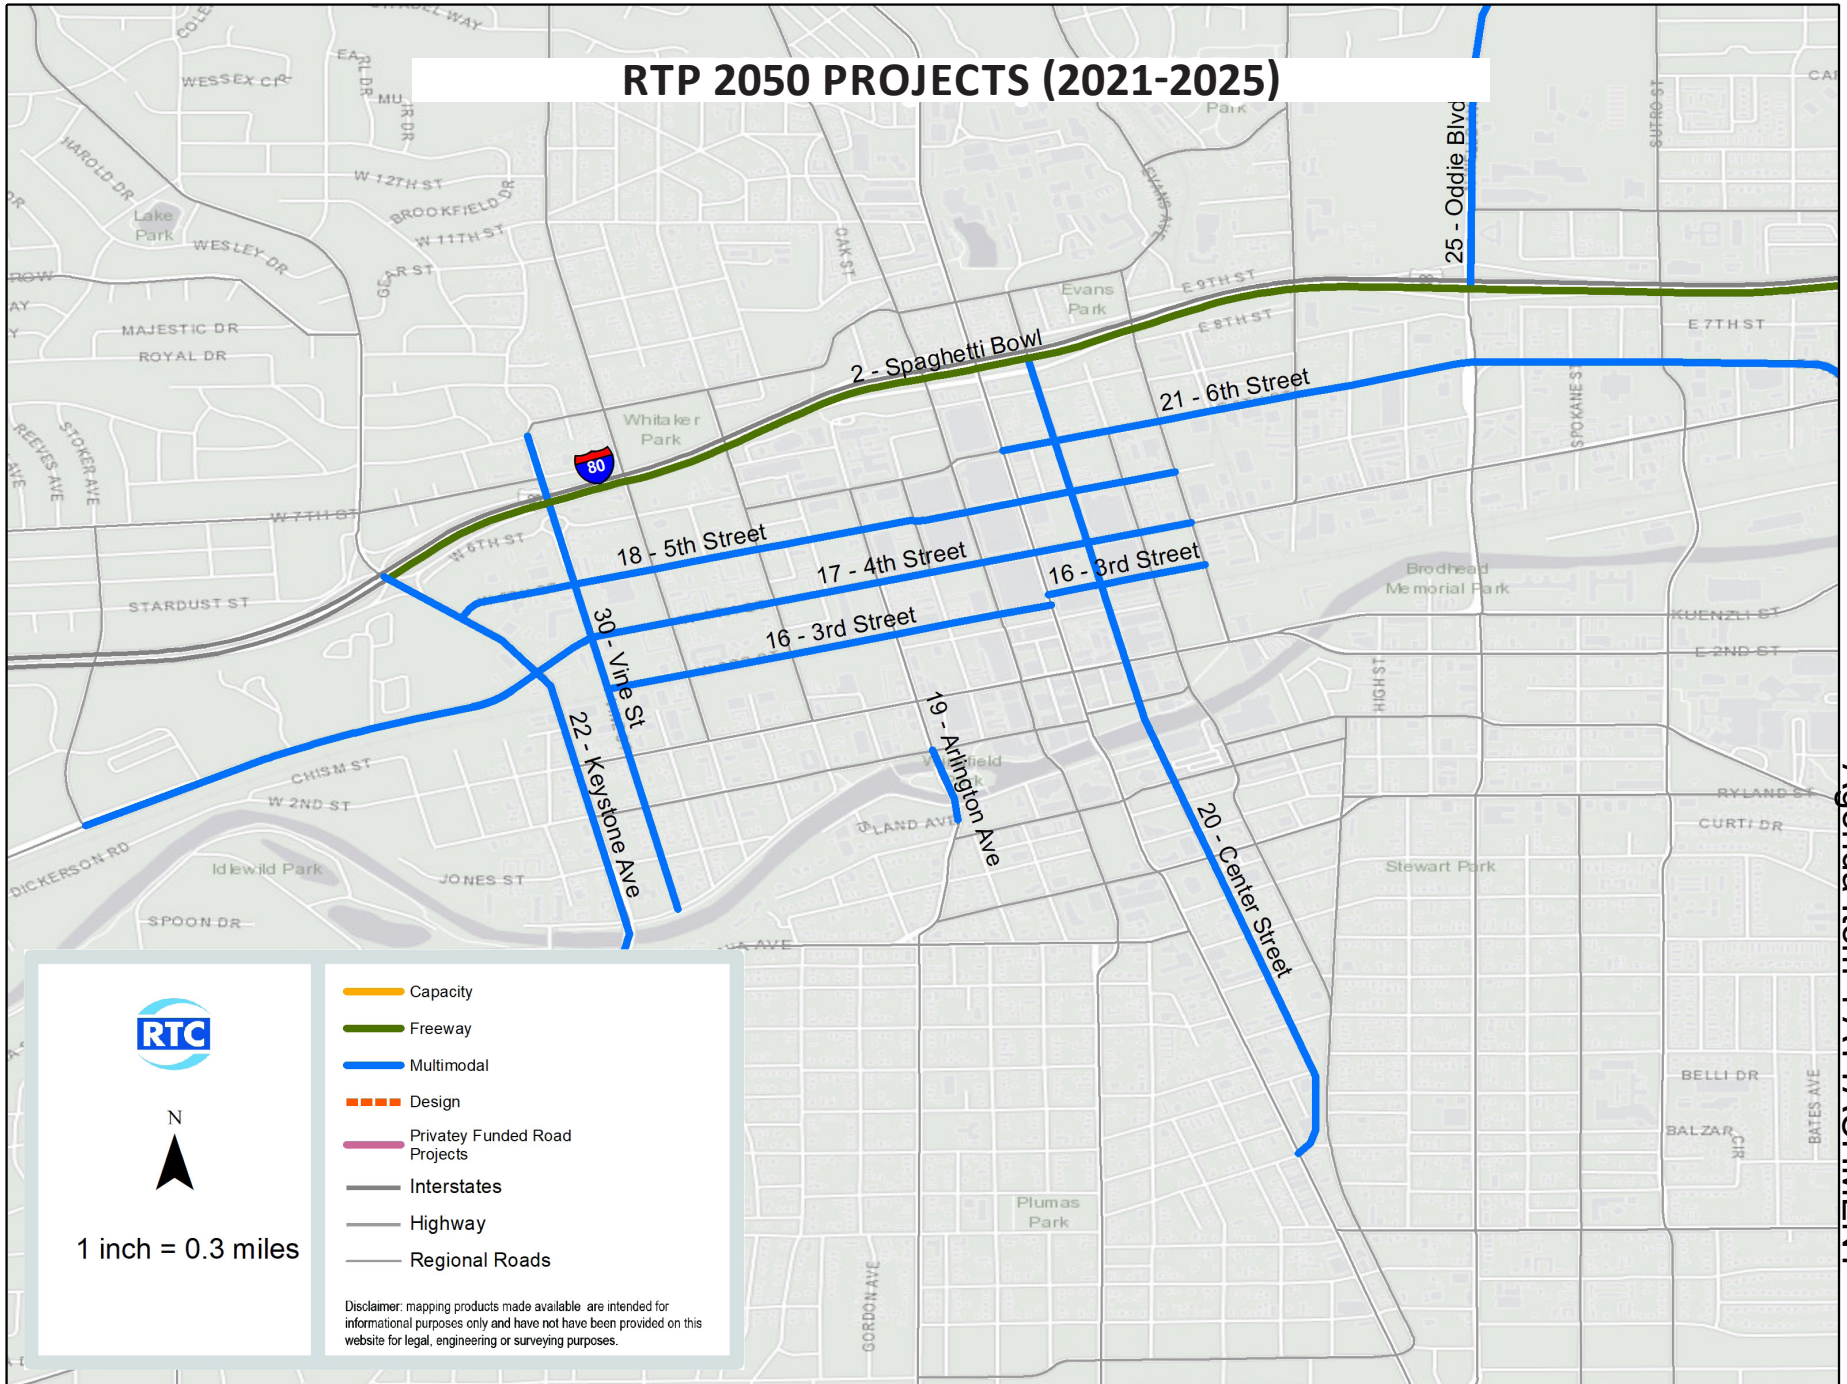 RTP 2050 PROJECTS (2021-2025)
WESSEX CIR
HAROLD DR
W 12TH ST
BROOKFIELD DR
W 11TH ST
Lake
Park
WESLEY DR
GEAR ST
ROW
MAJESTIC DR
ROYAL DR
OAK ST
Park
EVANS AVE
E 9TH ST
Evans
Park
E 8TH ST
25 - Oddie Blvd
SUTRO ST
E 7TH ST
2 - Spaghetti Bowl
21 - 6th Street
Whitaker
Park
80
REEVES AVE
STOKER AVE
W 7TH ST
W 6TH ST
SPOKANE ST
18 - 5th Street
17 - 4th Street
16 - 3rd Street
16 - 3rd Street
STARDUST ST
Brodhead
Memorial Park
KUENZLI ST
E 2ND ST
HIGH ST
30 - Vine St
22 - Keystone Ave
19 - Arlington Ave
20 - Center Street
CHISM ST
W 2ND ST
DICKERSON RD
Idlewild Park
JONES ST
SPOON DR
ISLAND AVE
RYLAND ST
CURTI DR
Stewart Park
BELLI DR
BALZAR CIR
BATES AVE
Plumas
Park
GORDON AVE
RTC
N
1 inch = 0.3 miles
Capacity
Freeway
Multimodal
Design
Privatey Funded Road
Projects
Interstates
Highway
Regional Roads
Disclaimer: mapping products made available are intended for
informational purposes only and have not have been provided on this
website for legal, engineering or surveying purposes.